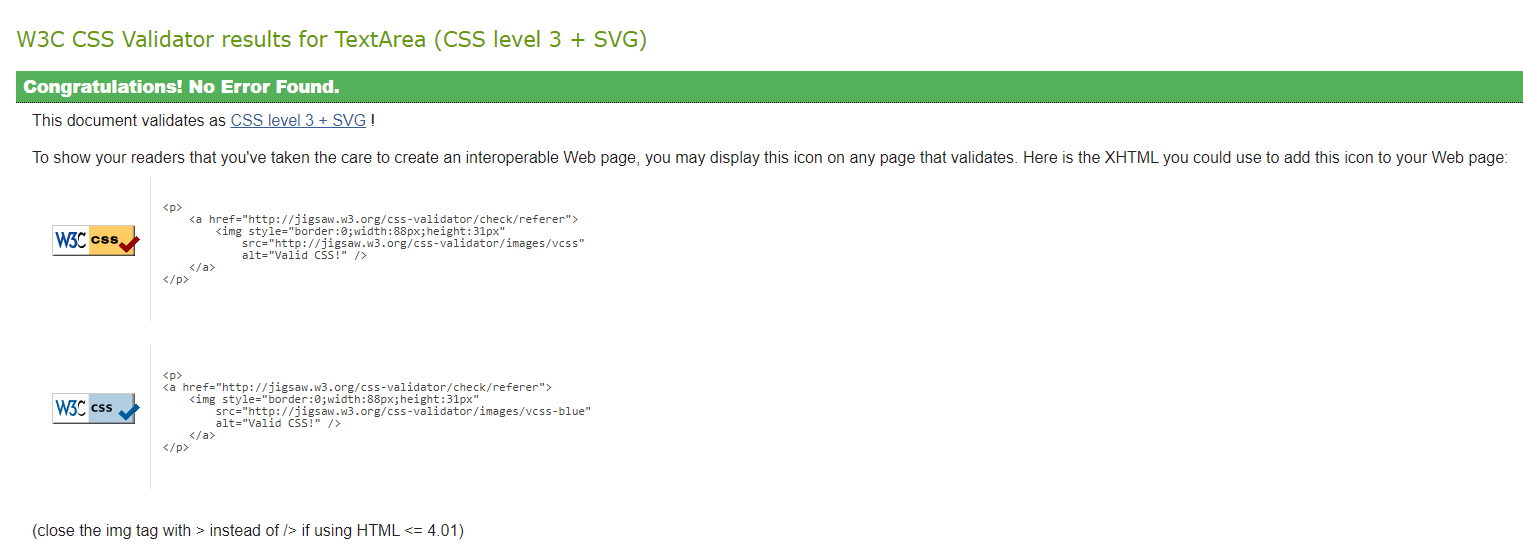 W3C CSS Validator results for TextArea (CSS level 3 + SVG)
Congratulations! No Error Found.
This document validates as CSS level 3 + SVG !
To show your readers that you've taken the care to create an interoperable Web page, you may display this icon on any page that validates. Here is the XHTML you could use to add this icon to your Web page:
<p>
    <a href="http://jigsaw.w3.org/css-validator/check/referer">
        <img style="border:0;width:88px;height:31px"
            src="http://jigsaw.w3.org/css-validator/images/vcss"
            alt="Valid CSS!" />
    </a>
</p>
W3C css
<p>
<a href="http://jigsaw.w3.org/css-validator/check/referer">
    <img style="border:0;width:88px;height:31px"
        src="http://jigsaw.w3.org/css-validator/images/vcss-blue"
        alt="Valid CSS!" />
    </a>
</p>
W3C css
(close the img tag with > instead of /> if using HTML <= 4.01)